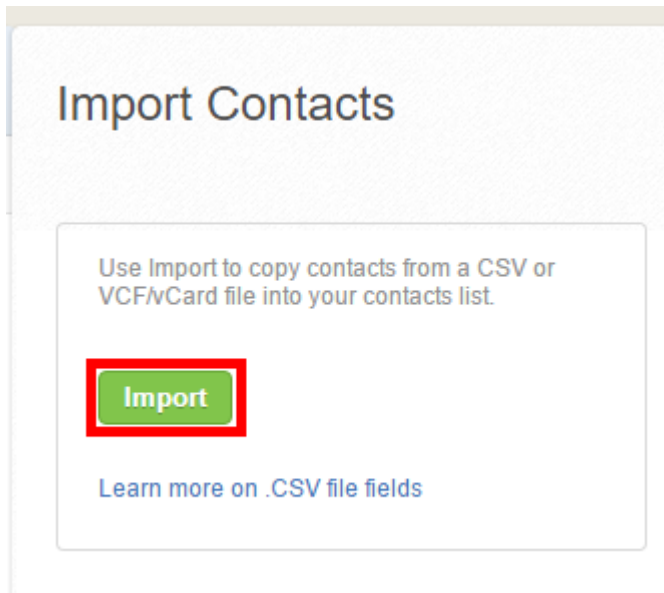 Import Contacts
Use Import to copy contacts from a CSV or
VCF/vCard file into your contacts list.
Import
Learn more on .CSV file fields